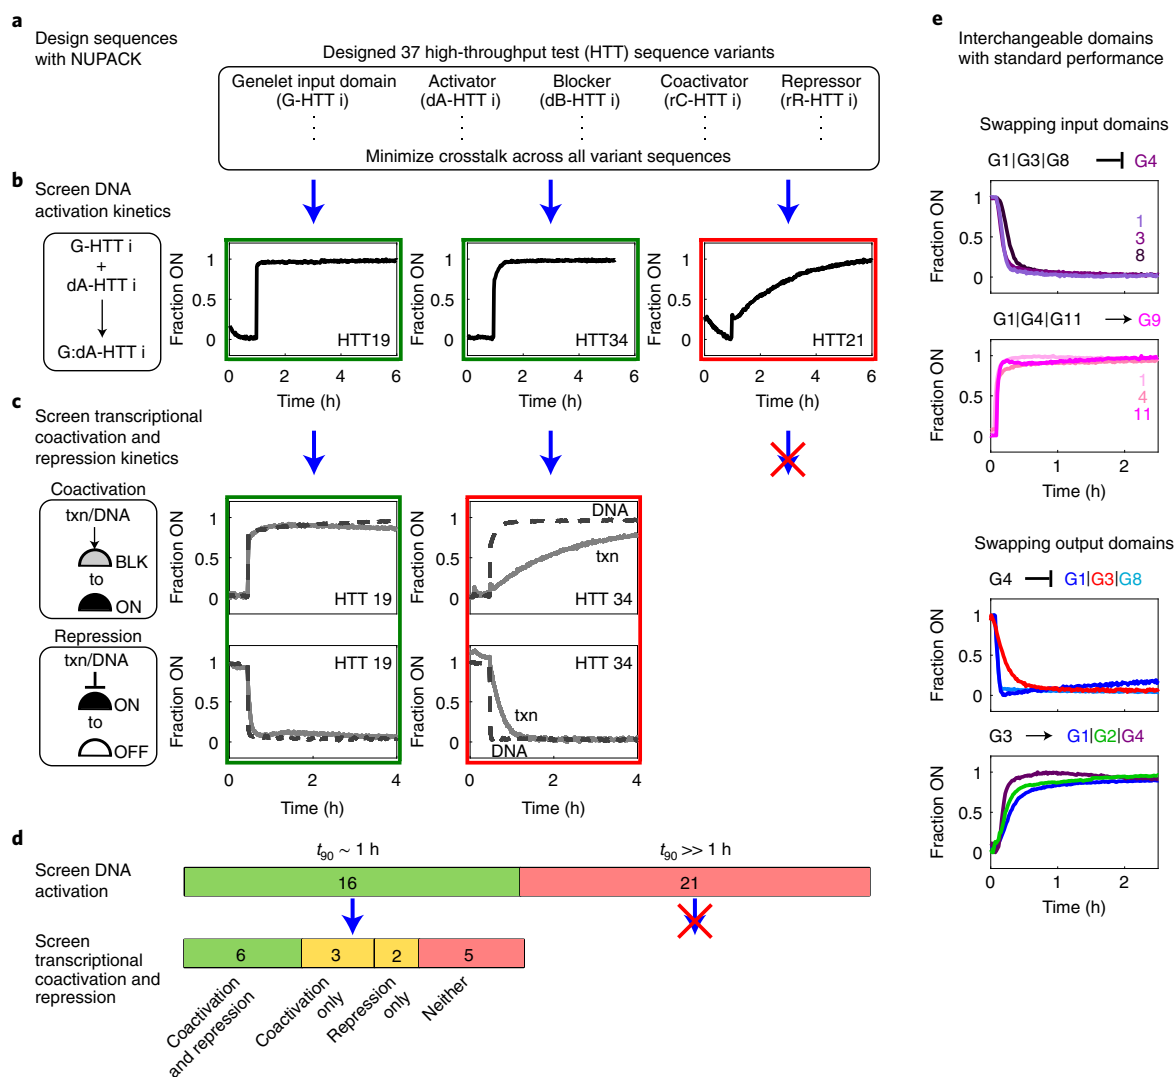 a
Design sequences
with NUPACK
Designed 37 high-throughput test (HTT) sequence variants
Genelet input domain
(G-HTT i)
Activator
(dA-HTT i)
Blocker
(dB-HTT i)
Coactivator
(rC-HTT i)
Repressor
(rR-HTT i)
Minimize crosstalk across all variant sequences
b
Screen DNA
activation kinetics
G-HTT i
+
dA-HTT i
G:dA-HTT i
Fraction ON
1
0.5
0
HTT19
0 2 4 6
Time (h)
Fraction ON
1
0.5
0
HTT34
0 2 4 6
Time (h)
Fraction ON
1
0.5
0
HTT21
0 2 4 6
Time (h)
c
Screen transcriptional
coactivation and
repression kinetics
Coactivation
txn/DNA
BLK
to
ON
Repression
txn/DNA
ON
to
OFF
Fraction ON
1
0.5
0
HTT 19
Fraction ON
1
0.5
0
DNA
txn
HTT 34
Fraction ON
1
0.5
0
HTT 19
0 2 4
Time (h)
Fraction ON
1
0.5
0
HTT 34
txn
DNA
0 2 4
Time (h)
d
Screen DNA
activation
t90 ~ 1 h
t90 >> 1 h
16
21
Screen
transcriptional
coactivation and
repression
6
3
2
5
Coactivation
and repression
Coactivation
only
Repression
only
Neither
e
Interchangeable domains
with standard performance
Swapping input domains
G1|G3|G8 G4
Fraction ON
1
0.5
0
1
3
8
G1|G4|G11 G9
Fraction ON
1
0.5
0
1
4
11
0 1 2
Time (h)
Swapping output domains
G4 G1|G3|G8
Fraction ON
1
0.5
0
G3 G1|G2|G4
Fraction ON
1
0.5
0
0 1 2
Time (h)